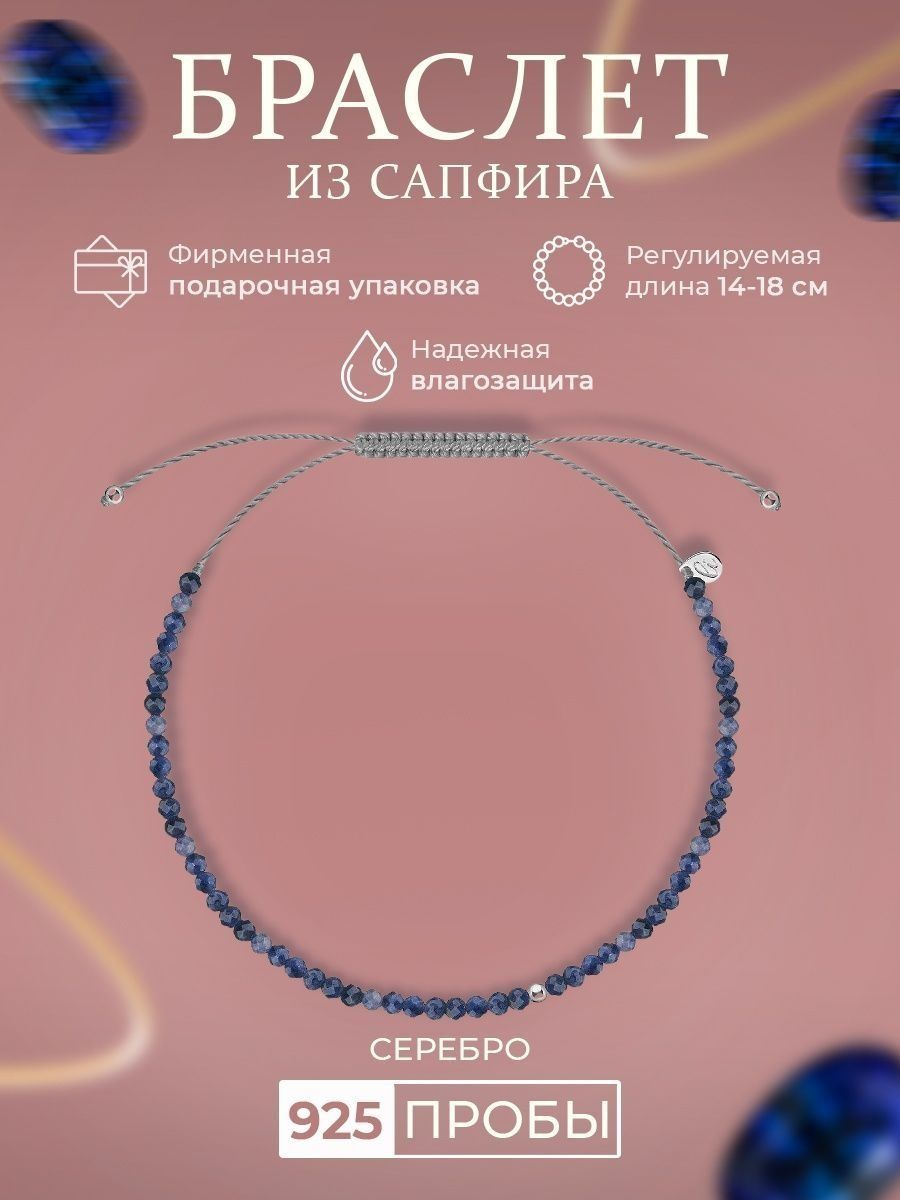 БРАСЛЕТ
ИЗ САПФИРА
Фирменная
подарочная упаковка
Регулируемая
длина 14-18 см
Надежная
влагозащита
СЕРЕБРО
925 ПРОБЫ